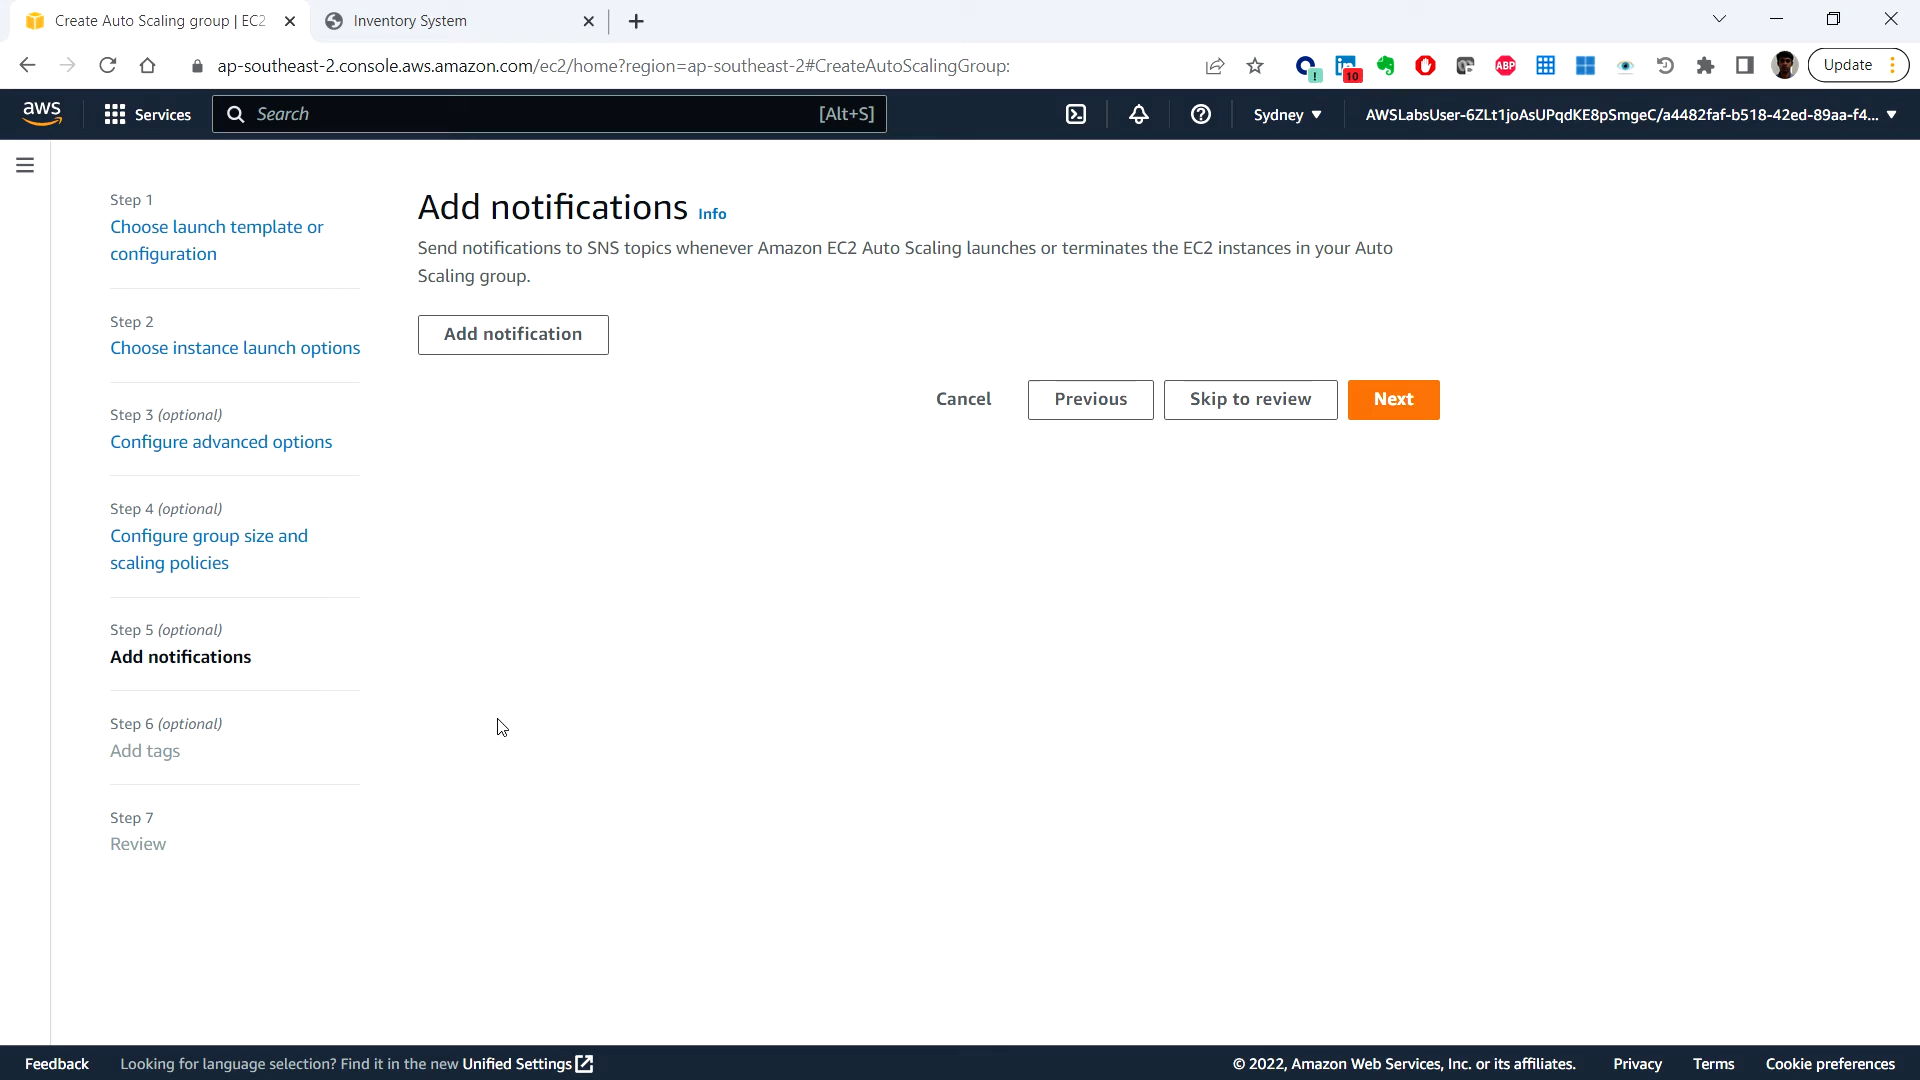 Create Auto Scaling group | EC2
Inventory System
ap-southeast-2.console.aws.amazon.com/ec2/home?region=ap-southeast-2#CreateAutoScalingGroup:
!
10
ABP
Update
aws
Services
Search
[Alt+S]
Sydney
AWSLabsUser-6ZLt1joAsUPqdKE8pSmgeC/a4482faf-b518-42ed-89aa-f4...
Step 1
Choose launch template or
configuration
Step 2
Choose instance launch options
Step 3 (optional)
Configure advanced options
Step 4 (optional)
Configure group size and
scaling policies
Step 5 (optional)
Add notifications
Step 6 (optional)
Add tags
Step 7
Review
Add notifications Info
Send notifications to SNS topics whenever Amazon EC2 Auto Scaling launches or terminates the EC2 instances in your Auto
Scaling group.
Add notification
Cancel
Previous
Skip to review
Next
Feedback
Looking for language selection? Find it in the new Unified Settings
© 2022, Amazon Web Services, Inc. or its affiliates.
Privacy
Terms
Cookie preferences